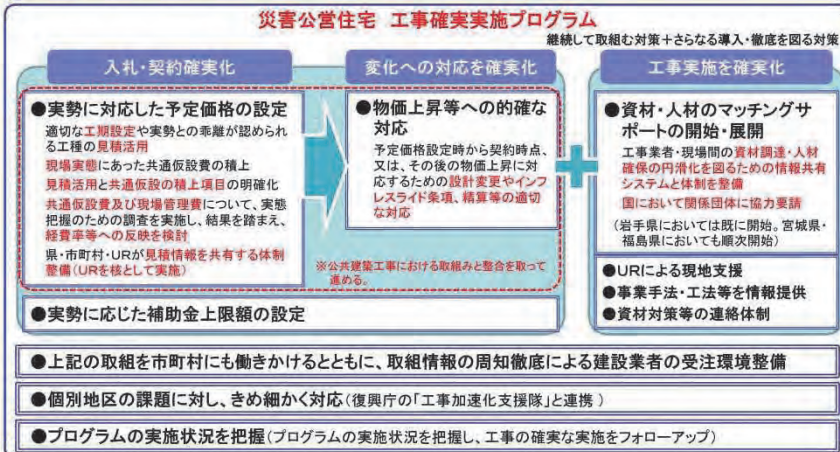 災害公営住宅 工事確実実施プログラム
継続して取組む対策+さらなる導入・徹底を図る対策
入札・契約確実化
●実勢に対応した予定価格の設定
適切な工期設定や実勢との乖離が認められ
る工種の見積活用
現場実態にあった共通仮設費の積上
見積活用と共通仮設の積上項目の明確化
共通仮設費及び現場管理費について、実態
把握のための調査を実施し、結果を踏まえ、
経費率等への反映を検討
県・市町村・URが見積情報を共有する体制
整備(URを核として実施)
変化への対応を確実化
●物価上昇等への的確な
対応
予定価格設定時から契約時点、
又は、その後の物価上昇に対
応するための設計変更やインフ
レスライド条項、精算等の適切
な対応
※公共建築工事における取組みと整合を取って
進める。
●実勢に応じた補助金上限額の設定
工事実施を確実化
●資材・人材のマッチングサ
ポートの開始・展開
工事業者・現場間の資材調達・人材
確保の円滑化を図るための情報共有
システムと体制を整備
国において関係団体に協力要請
(岩手県においては既に開始。宮城県・
福島県においても順次開始)
●URによる現地支援
●事業手法・工法等を情報提供
●資材対策等の連絡体制
●上記の取組を市町村にも働きかけるとともに、取組情報の周知徹底による建設業者の受注環境整備
●個別地区の課題に対し、きめ細かく対応(復興庁の「工事加速化支援隊」と連携)
●プログラムの実施状況を把握(プログラムの実施状況を把握し、工事の確実な実施をフォローアップ)